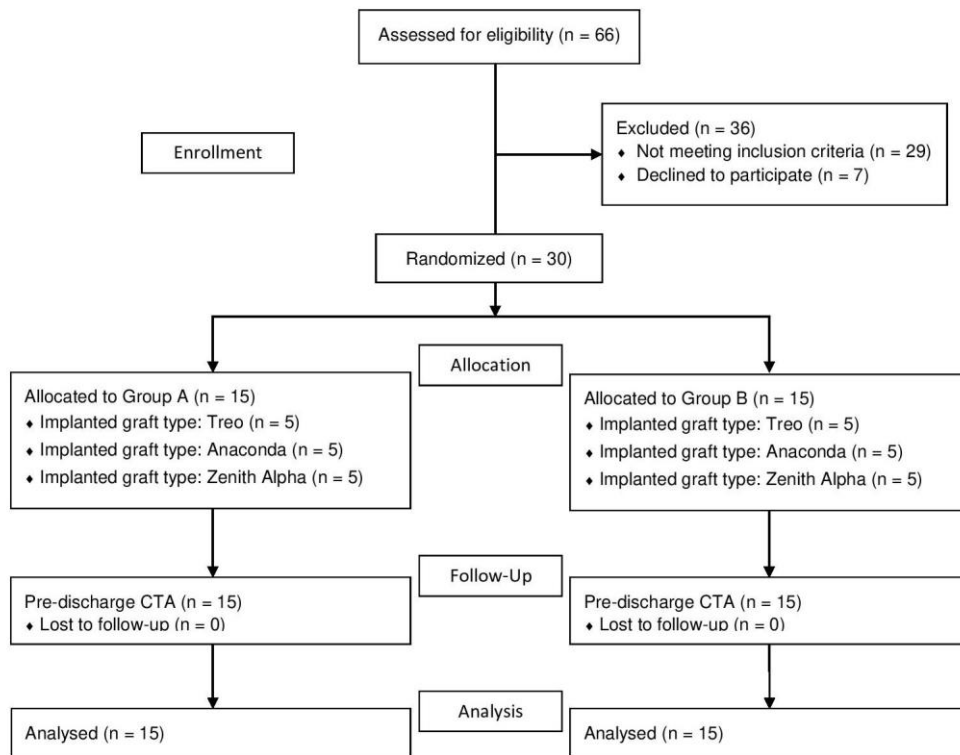 Assessed for eligibility (n = 66)
Enrollment
Excluded (n = 36)
♦ Not meeting inclusion criteria (n = 29)
♦ Declined to participate (n = 7)
Randomized (n = 30)
Allocation
Allocated to Group A (n = 15)
♦ Implanted graft type: Treo (n = 5)
♦ Implanted graft type: Anaconda (n = 5)
♦ Implanted graft type: Zenith Alpha (n = 5)
Allocated to Group B (n = 15)
♦ Implanted graft type: Treo (n = 5)
♦ Implanted graft type: Anaconda (n = 5)
♦ Implanted graft type: Zenith Alpha (n = 5)
Follow-Up
Pre-discharge CTA (n = 15)
♦ Lost to follow-up (n = 0)
Pre-discharge CTA (n = 15)
♦ Lost to follow-up (n = 0)
Analysis
Analysed (n = 15)
Analysed (n = 15)